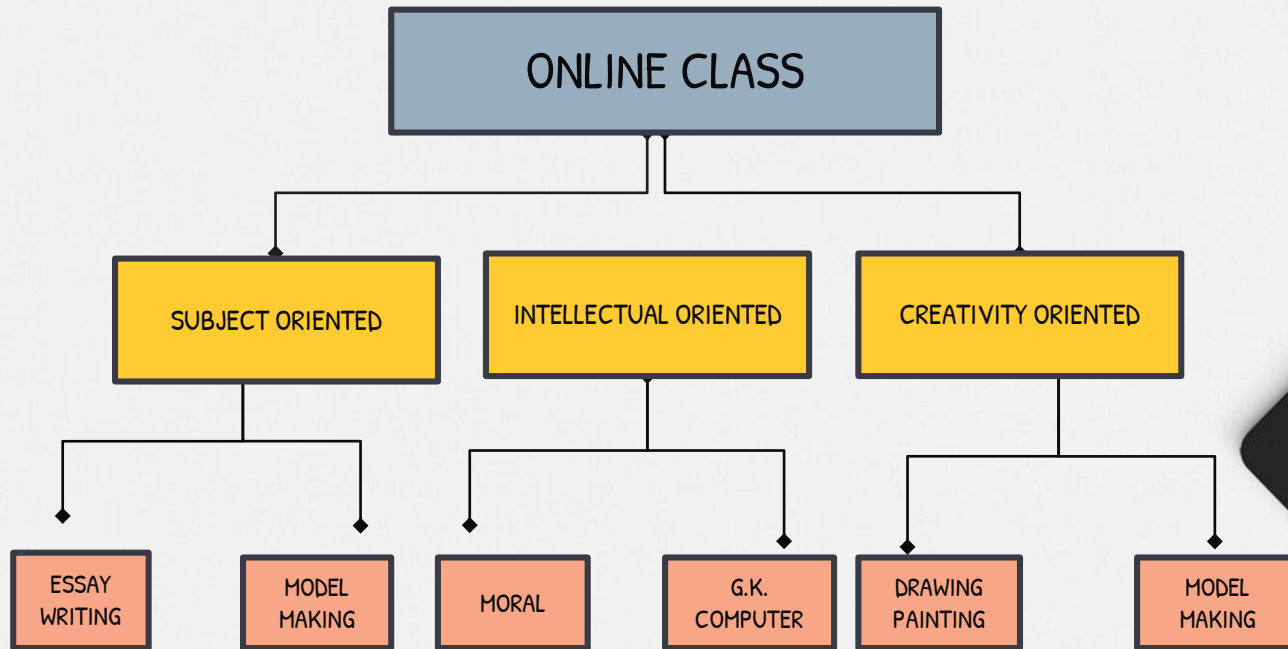 ONLINE CLASS
SUBJECT ORIENTED
INTELLECTUAL ORIENTED
CREATIVITY ORIENTED
ESSAY
WRITING
MODEL
MAKING
MORAL
G.K.
COMPUTER
DRAWING
PAINTING
MODEL
MAKING